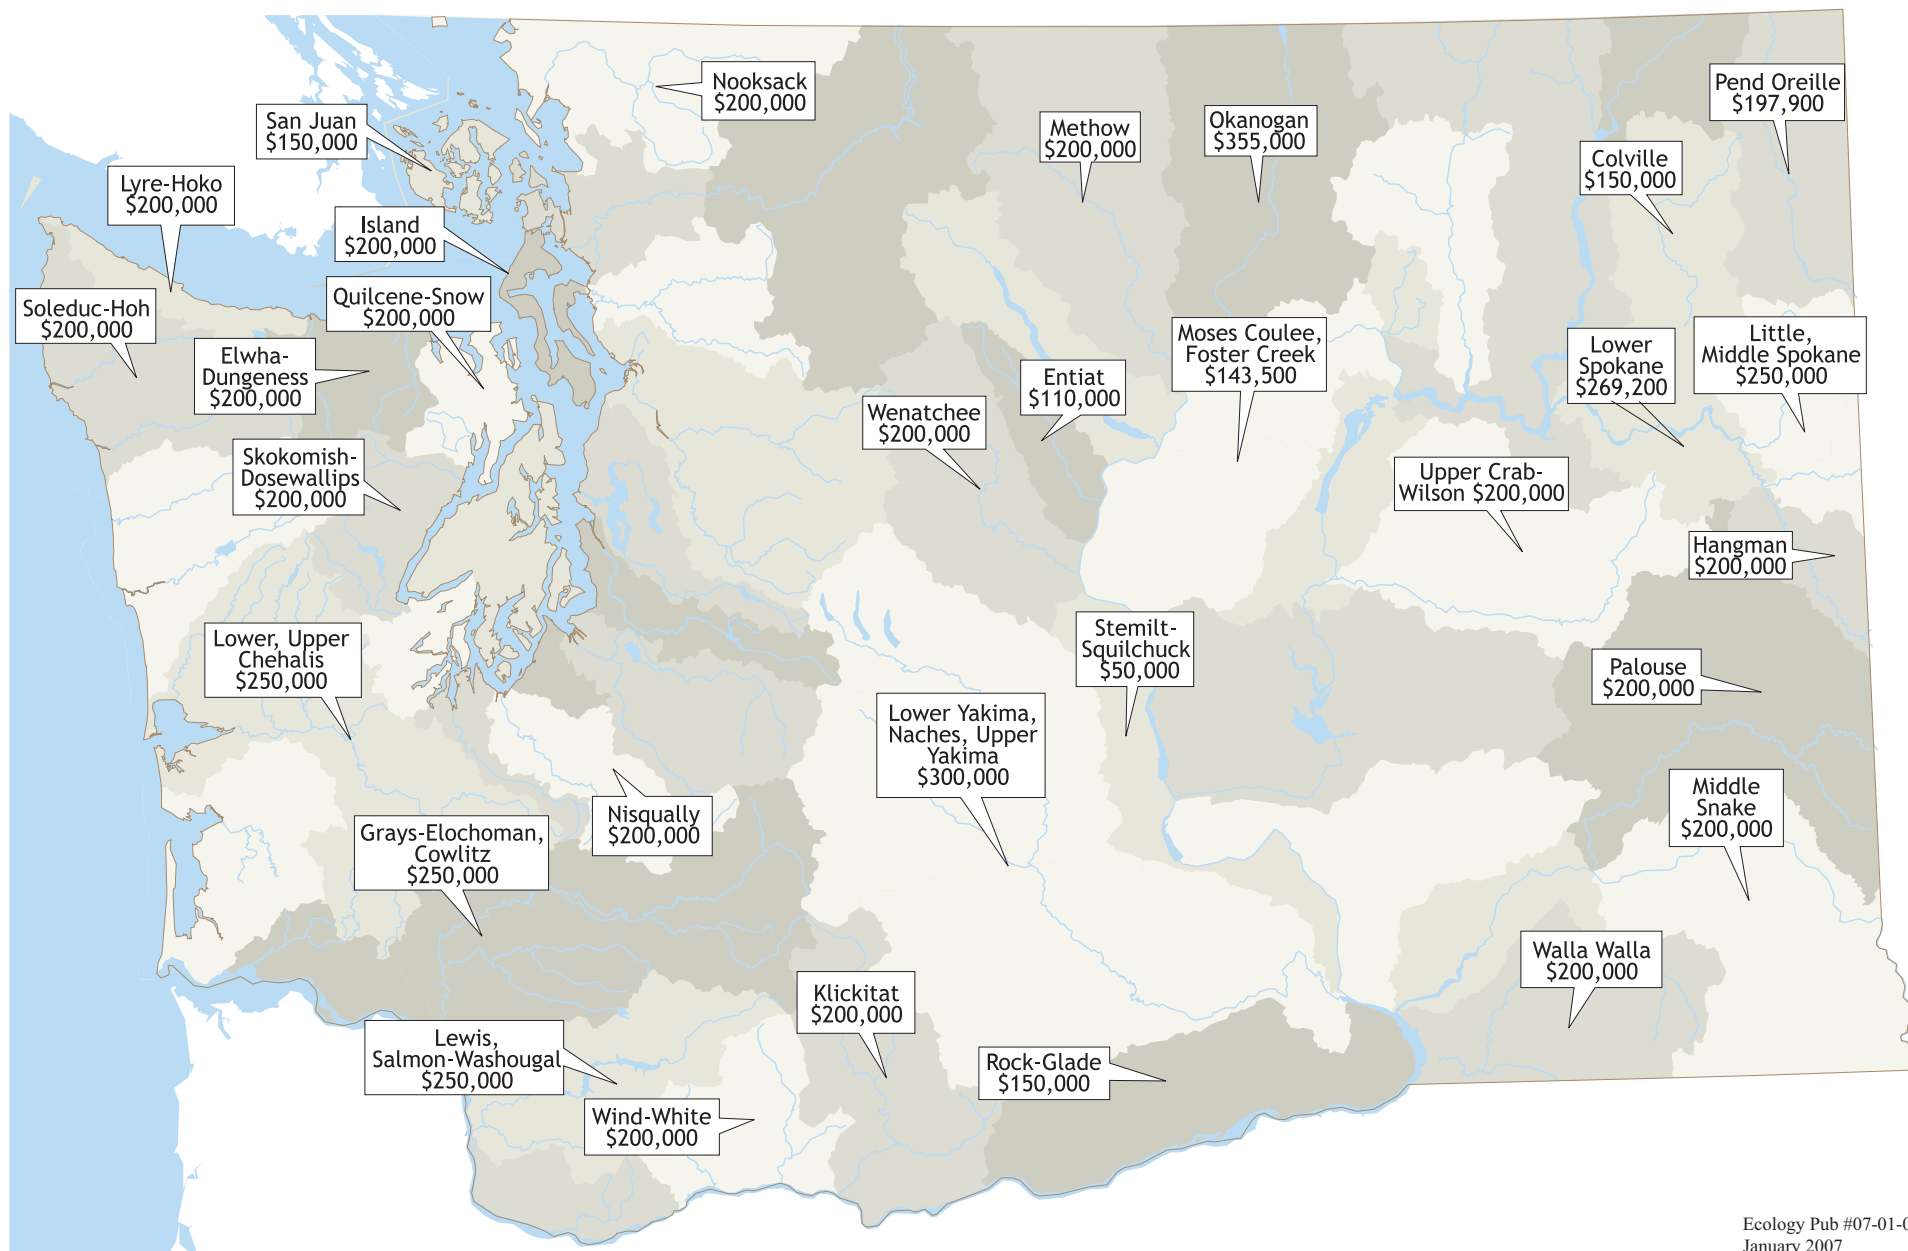 Nooksack
$200,000
Pend Oreille
$197,900
San Juan
$150,000
Methow
$200,000
Okanogan
$355,000
Colville
$150,000
Lyre-Hoko
$200,000
Island
$200,000
Quilcene-Snow
$200,000
Soleduc-Hoh
$200,000
Elwha-
Dungeness
$200,000
Moses Coulee,
Foster Creek
$143,500
Lower
Spokane
$269,200
Little,
Middle Spokane
$250,000
Entiat
$110,000
Wenatchee
$200,000
Skokomish-
Dosewallips
$200,000
Upper Crab-
Wilson $200,000
Hangman
$200,000
Lower, Upper
Chehalis
$250,000
Stemilt-
Squilchuck
$50,000
Palouse
$200,000
Lower Yakima,
Naches, Upper
Yakima
$300,000
Nisqually
$200,000
Middle
Snake
$200,000
Grays-Elochoman,
Cowlitz
$250,000
Walla Walla
$200,000
Klickitat
$200,000
Lewis,
Salmon-Washougal
$250,000
Rock-Glade
$150,000
Wind-White
$200,000
Ecology Pub #07-01-0
January 2007